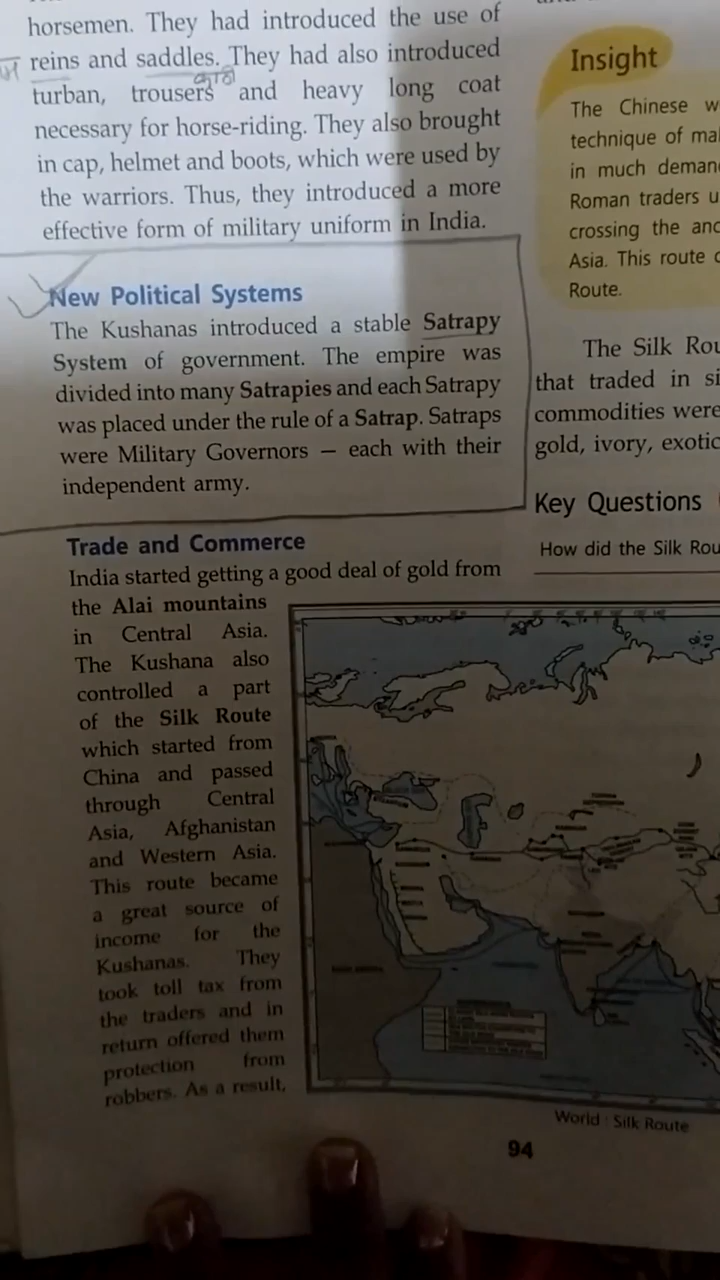 horsemen. They had introduced the use of
reins and saddles. They had also introduced
काठी
turban, trousers and heavy long coat
necessary for horse-riding. They also brought
in cap, helmet and boots, which were used by
the warriors. Thus, they introduced a more
effective form of military uniform in India.
New Political Systems
The Kushanas introduced a stable Satrapy
System of government. The empire was
divided into many Satrapies and each Satrapy
was placed under the rule of a Satrap. Satraps
were Military Governors – each with their
independent army.
Trade and Commerce
India started getting a good deal of gold from
the Alai mountains
in Central Asia.
The Kushana also
controlled a part
of the Silk Route
which started from
China and passed
through Central
Asia, Afghanistan
and Western Asia.
This route became
a great source of
income for the
Kushanas. They
took toll tax from
the traders and in
return offered them
protection from
robbers. As a result,
Insight
The Chinese
technique of
in much
Roman traders
crossing the
Asia. This route
Route.
The Silk
that traded in
commodities were
gold, ivory, exotic
Key Questions
How did the Silk
World : Silk Route
94